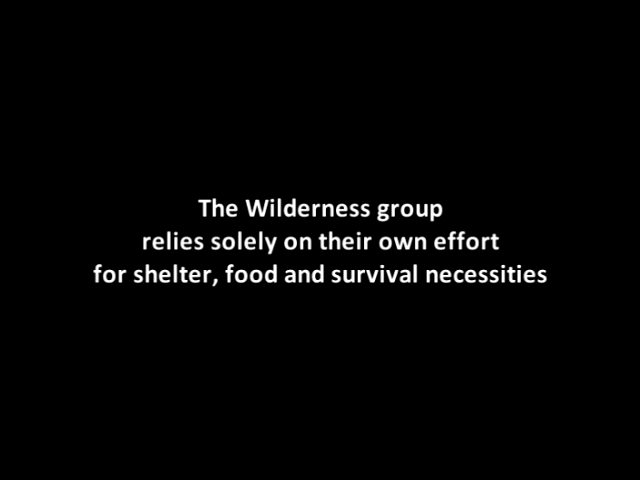 The Wilderness group
relies solely on their own effort
for shelter, food and survival necessities